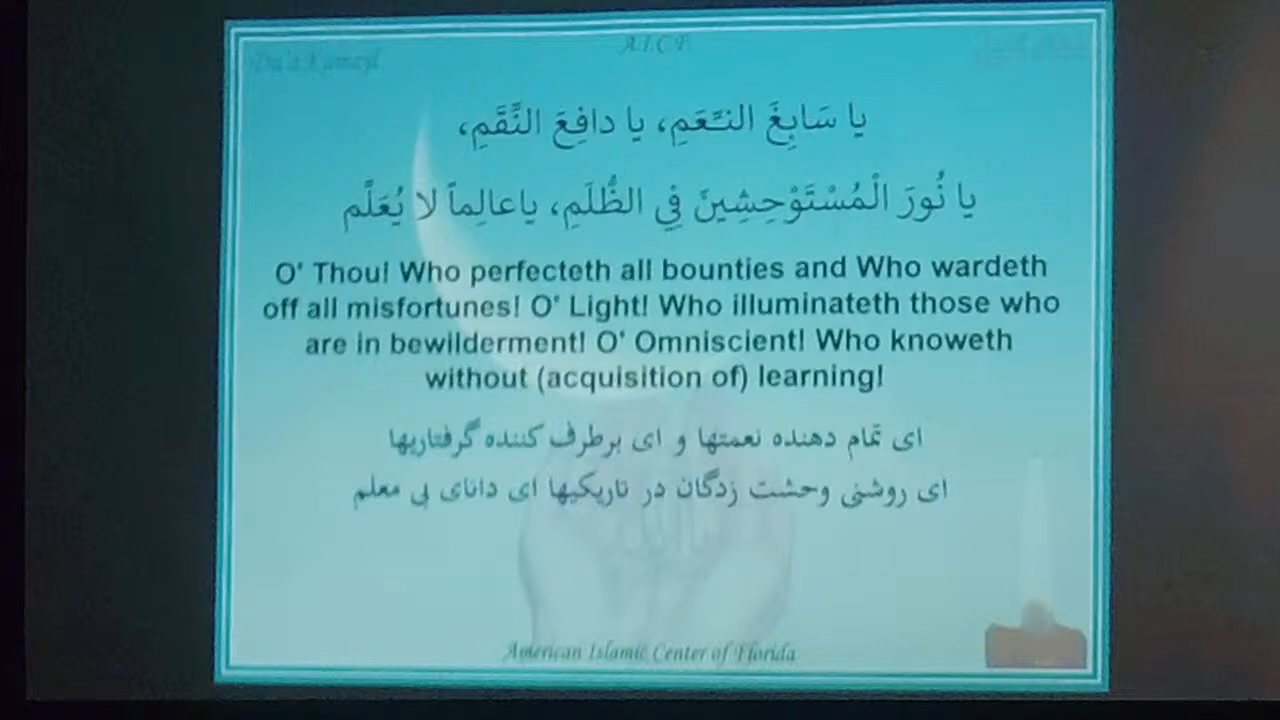 Du'a Kumayl
A.I.C.F
يا سَابِغَ النِّعَمِ، يا دافِعَ النِّقَمِ،
يا نُورَ الْمُسْتَوْحِشِينَ فِي الظُّلَمِ، ياعالِماً لا يُعَلَّم
O' Thou! Who perfecteth all bounties and Who wardeth
off all misfortunes! O' Light! Who illuminateth those who
are in bewilderment! O' Omniscient! Who knoweth
without (acquisition of) learning!
ای تمام دهنده نعمتها و ای برطرف کننده گرفتاریها
ای روشنی وحشت زدگان در تاریکیها ای دانای بی معلم
American Islamic Center of Florida